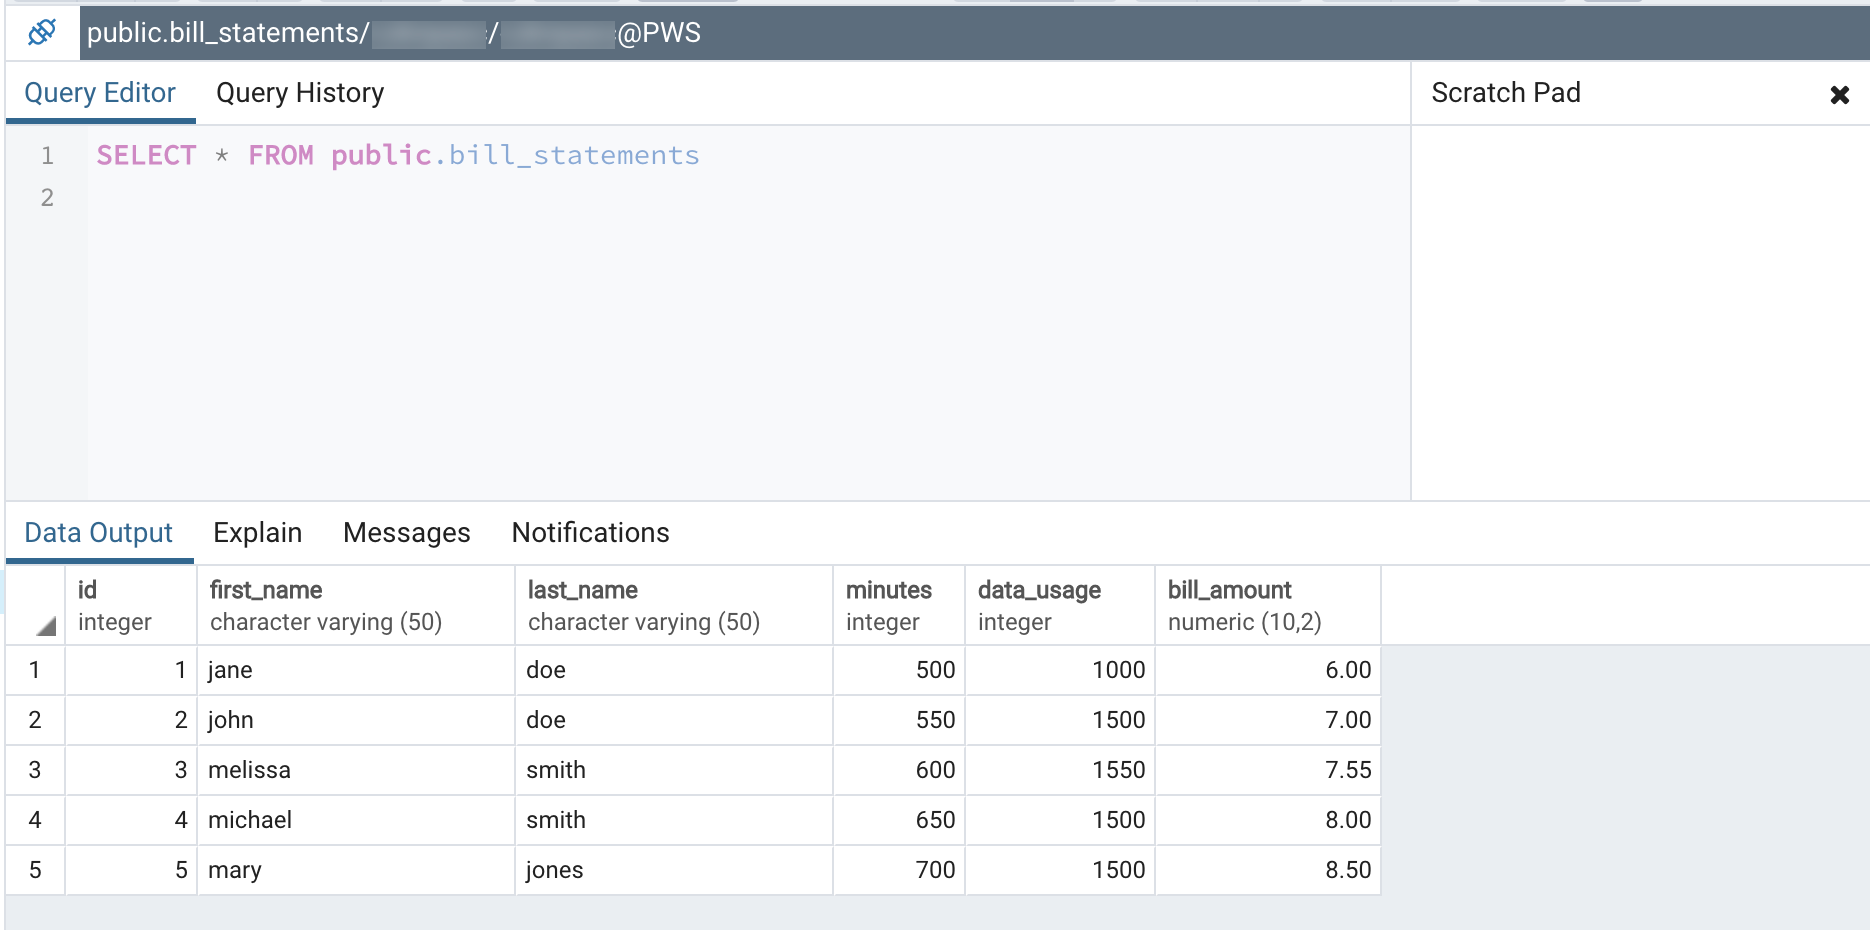 public.bill_statements/ / @PWS
Query Editor Query History Scratch Pad
1 SELECT * FROM public.bill_statements
2
Data Output Explain Messages Notifications
id first_name last_name minutes data_usage bill_amount
integer character varying (50) character varying (50) integer integer numeric (10,2)
1 1 jane doe 500 1000 6.00
2 2 john doe 550 1500 7.00
3 3 melissa smith 600 1550 7.55
4 4 michael smith 650 1500 8.00
5 5 mary jones 700 1500 8.50